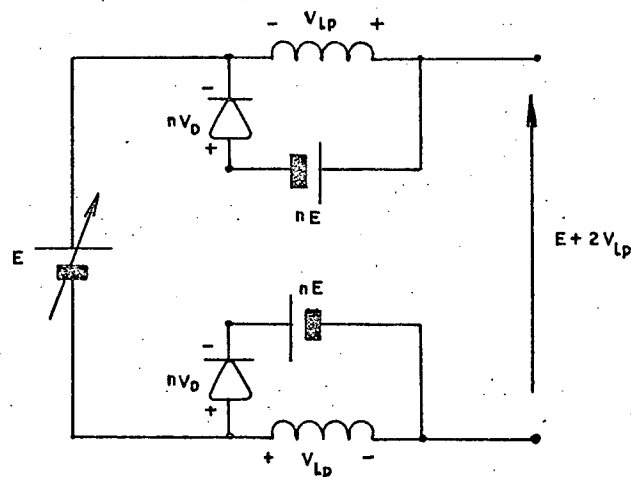 - V_lp +
-
nV_D
+
nE
E
E + 2V_lp
nE
-
nV_D
+
+ V_lp -